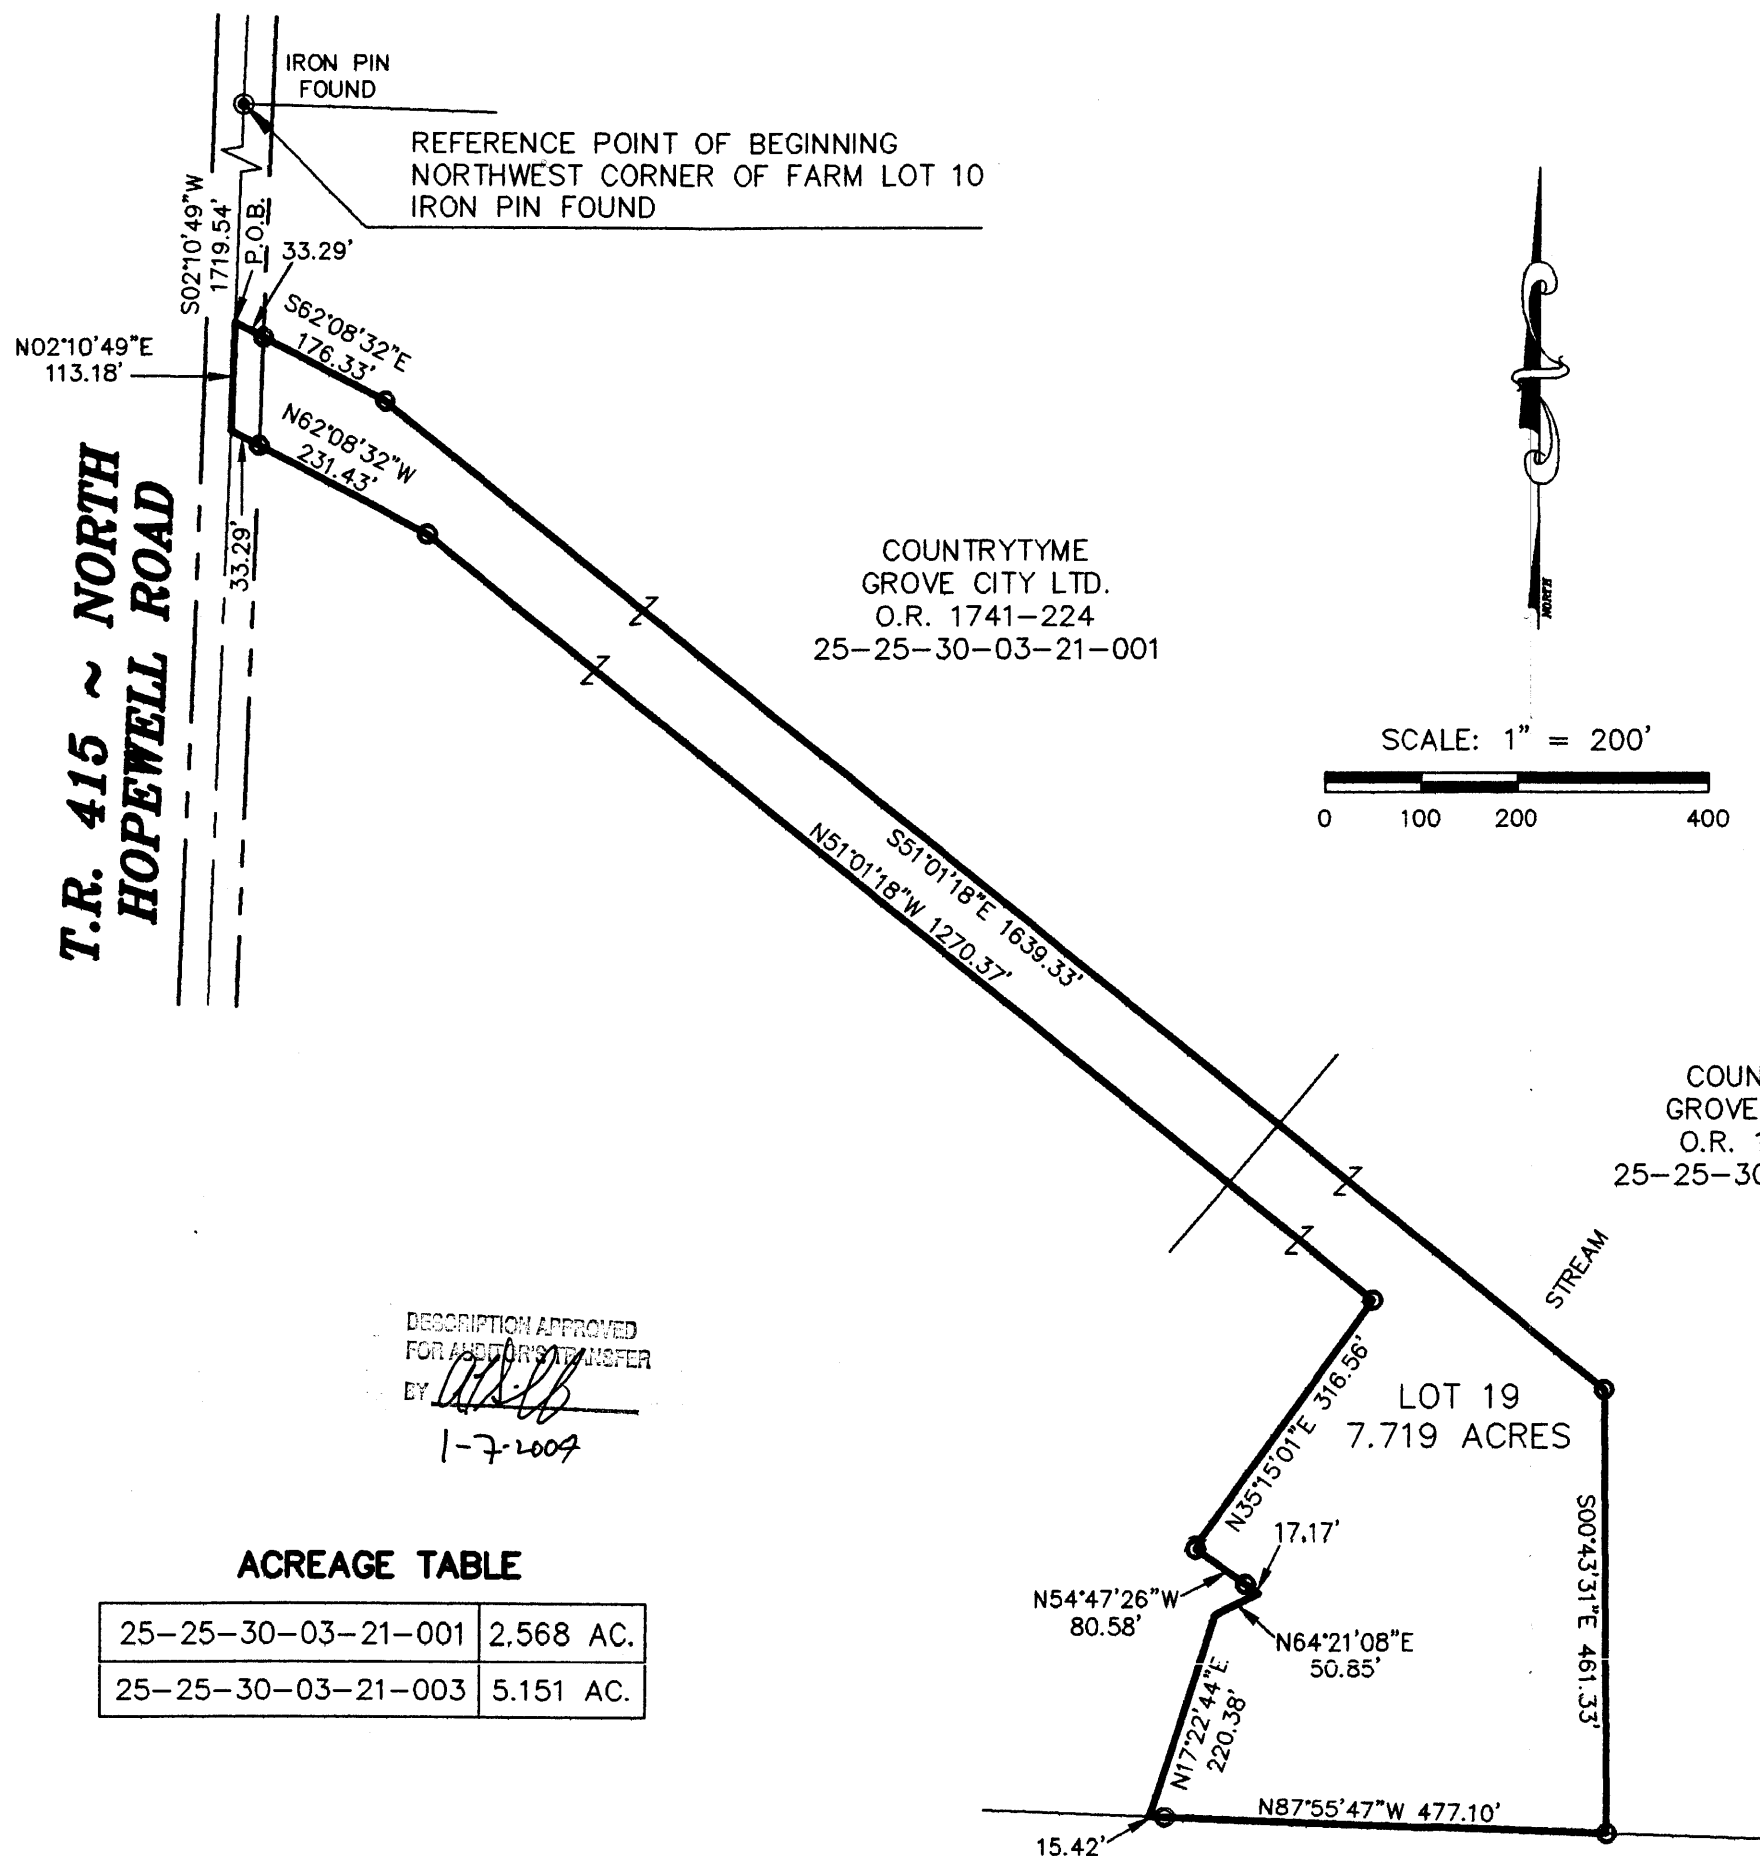 IRON PIN
FOUND
REFERENCE POINT OF BEGINNING
NORTHWEST CORNER OF FARM LOT 10
IRON PIN FOUND
S02°10'49"W
1719.54'
P.O.B.
33.29'
S62°08'32"E
176.33'
N02°10'49"E
113.18'
N62°08'32"W
231.43'
33.29'
T.R. 415 ~ NORTH
HOPEWELL ROAD
COUNTRYTYME
GROVE CITY LTD.
O.R. 1741-224
25-25-30-03-21-001
NORTH
SCALE: 1" = 200'
0 100 200 400
S51°01'18"E 1639.33'
N51°01'18"W 1270.37'
COUN
GROVE
O.R. 1
25-25-30
STREAM
DESCRIPTION APPROVED
FOR AUDITOR'S TRANSFER
BY
1-7-2004
LOT 19
7.719 ACRES
N35°15'01"E 316.56'
17.17'
N54°47'26"W
80.58'
N64°21'08"E
50.85'
S00°43'31"E 461.33'
N17°22'44"E
220.38'
N87°55'47"W 477.10'
15.42'
ACREAGE TABLE
25-25-30-03-21-001 2.568 AC.
25-25-30-03-21-003 5.151 AC.